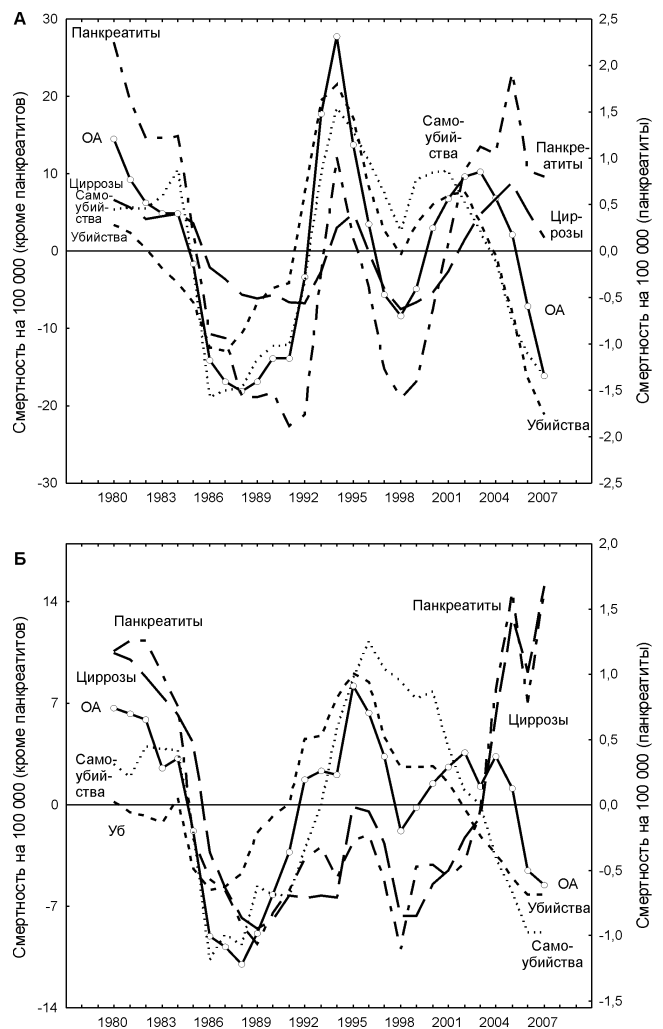 А
30
20
10
0
-10
-20
-30
2,5
2,0
1,5
1,0
0,5
0,0
-0,5
-1,0
-1,5
-2,0
-2,5
Смертность на 100 000 (кроме панкреатитов)
Смертность на 100 000 (панкреатиты)
Панкреатиты
ОА
Циррозы
Само-
убий-
ства
Убийства
Само-
убий-
ства
Панкре-
атиты
Цир-
розы
ОА
Убийства
1980 1983 1986 1989 1992 1995 1998 2001 2004 2007
Б
14
7
0
-7
-14
2,0
1,5
1,0
0,5
0,0
-0,5
-1,0
-1,5
Смертность на 100 000 (кроме панкреатитов)
Смертность на 100 000 (панкреатиты)
Панкреатиты
Циррозы
ОА
Само-
убий-
ства
Уб
Панкреатиты
Циррозы
ОА
Убийства
Само-
убийства
1980 1983 1986 1989 1992 1995 1998 2001 2004 2007